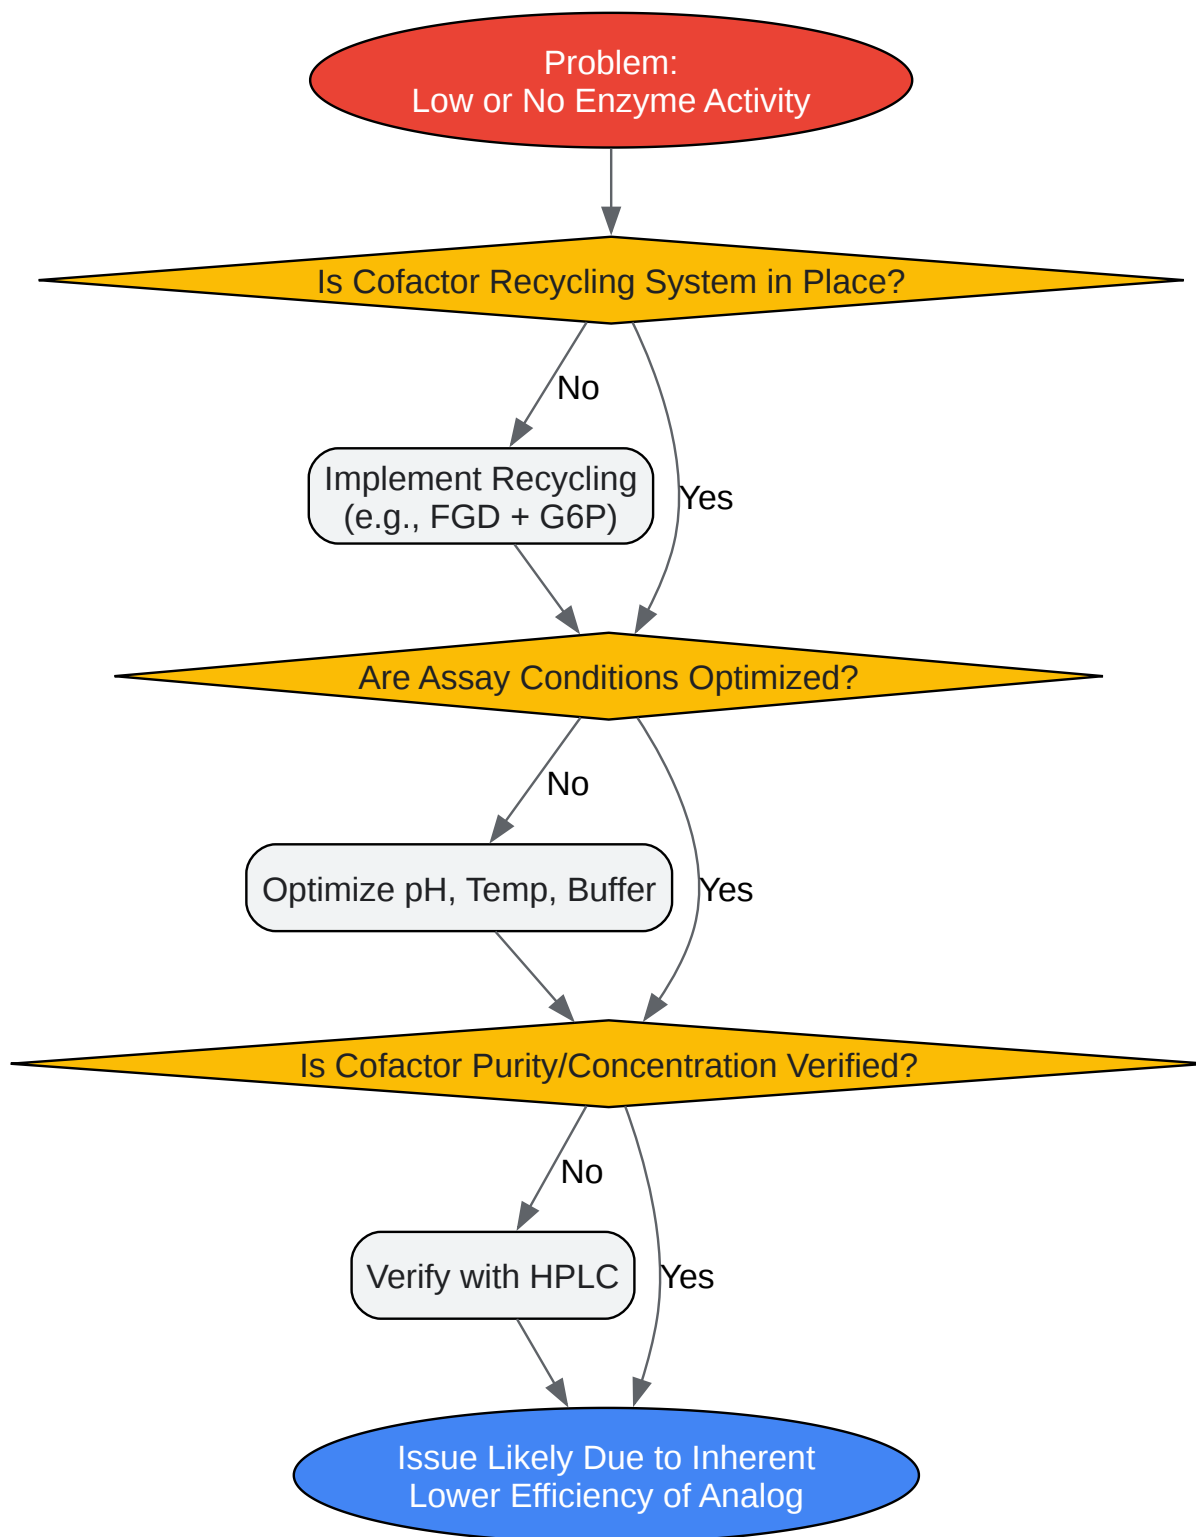 Problem:
Low or No Enzyme Activity
Is Cofactor Recycling System in Place?
No
Implement Recycling
(e.g., FGD + G6P)
Yes
Are Assay Conditions Optimized?
No
Optimize pH, Temp, Buffer
Yes
Is Cofactor Purity/Concentration Verified?
No
Verify with HPLC
Yes
Issue Likely Due to Inherent
Lower Efficiency of Analog